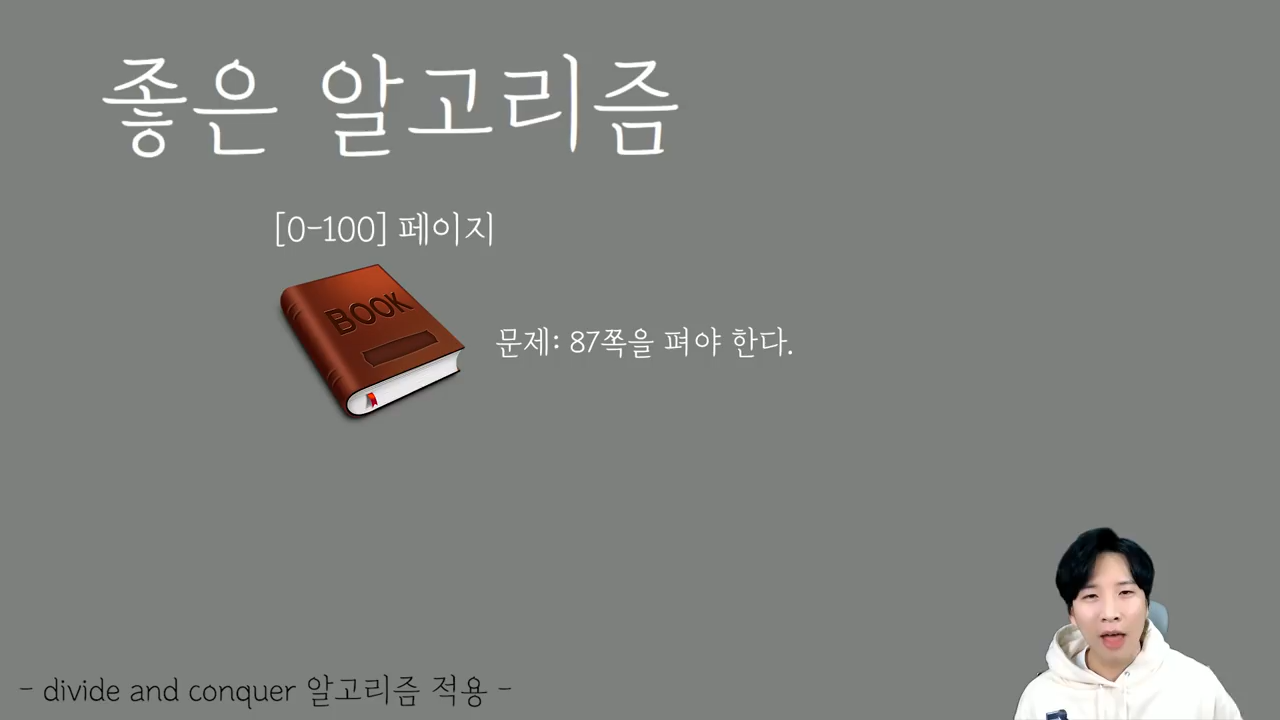 좋은 알고리즘
[0-100] 페이지
BOOK
문제: 87쪽을 펴야 한다.
- divide and conquer 알고리즘 적용 -